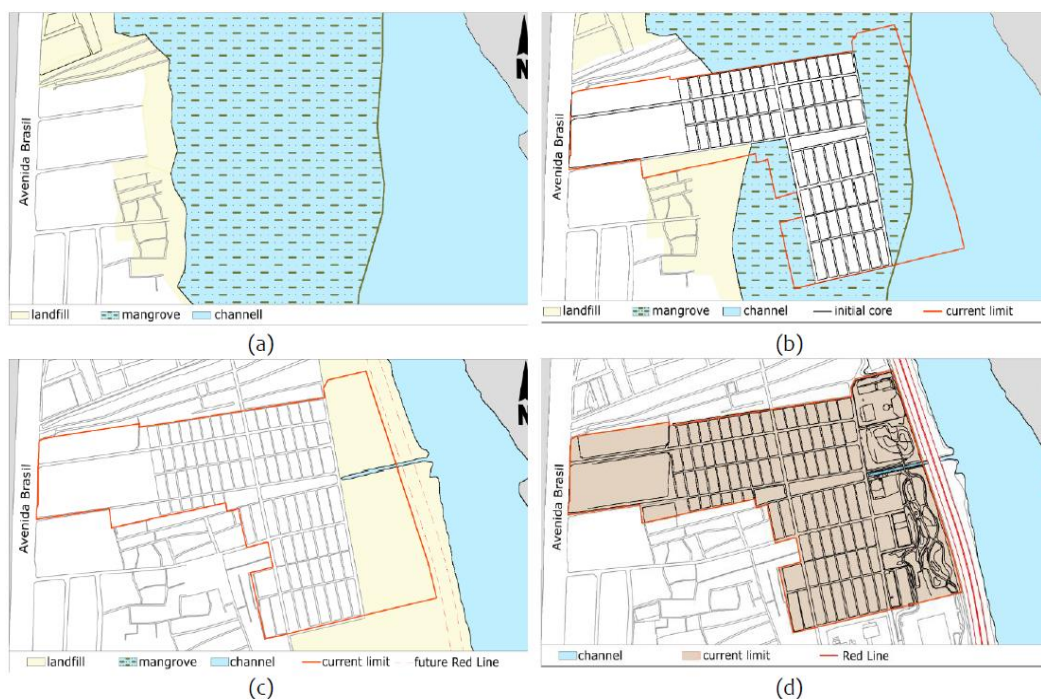 Avenida Brasil
N
landfill mangrove channell
(a)
Avenida Brasil
landfill mangrove channel initial core current limit
(b)
Avenida Brasil
N
landfill mangrove channel current limit future Red Line
(c)
Avenida Brasil
channel current limit Red Line
(d)